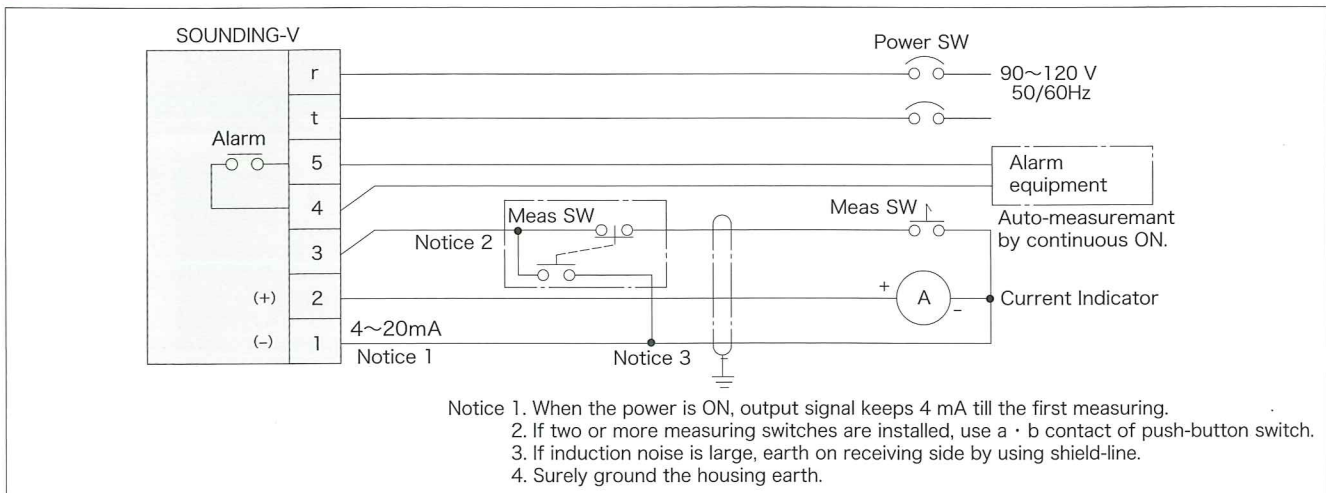 SOUNDING-V
Power SW
r
90~120 V
50/60Hz
t
Alarm
5
Alarm
equipment
4
Meas SW
Meas SW
Auto-measuremant
by continuous ON.
Notice 2
3
(+)
2
+
A
-
Current Indicator
(-)
1
4~20mA
Notice 1
Notice 3
Notice 1. When the power is ON, output signal keeps 4 mA till the first measuring.
2. If two or more measuring switches are installed, use a・b contact of push-button switch.
3. If induction noise is large, earth on receiving side by using shield-line.
4. Surely ground the housing earth.